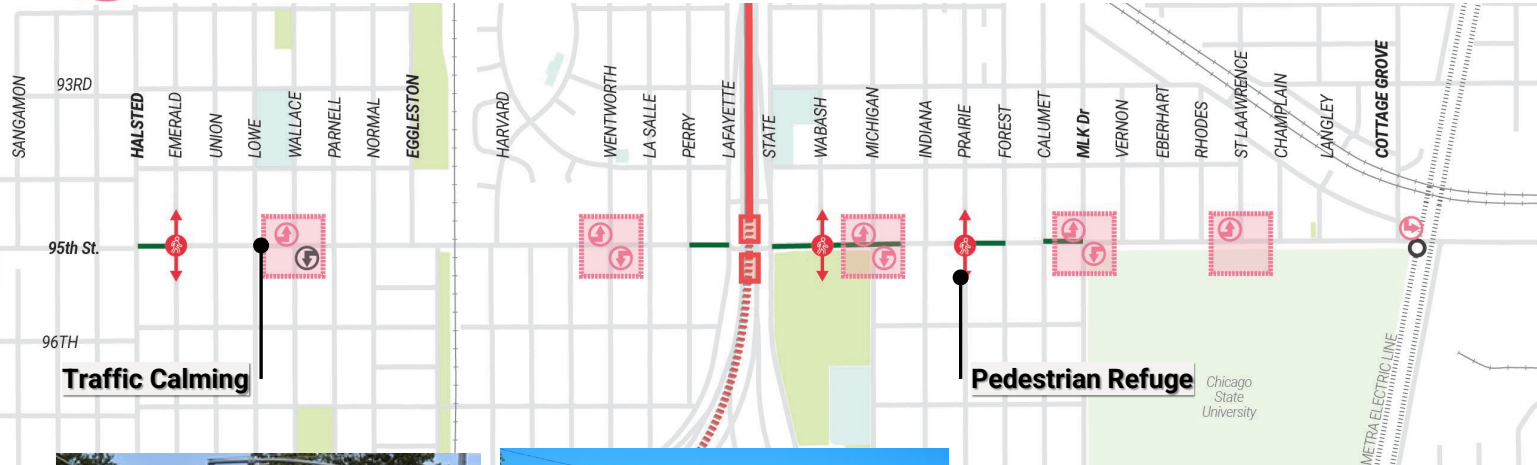 93RD
SANGAMON
HALSTED
EMERALD
UNION
LOWE
WALLACE
PARNELL
NORMAL
EGGLESTON
HARVARD
WENTWORTH
LA SALLE
PERRY
LAFAYETTE
STATE
WABASH
MICHIGAN
INDIANA
PRAIRIE
FOREST
CALUMET
MLK Dr
VERNON
EBERHART
RHODES
ST LAWRENCE
CHAMPLAIN
LANGLEY
COTTAGE GROVE
95th St.
96TH
Traffic Calming
Pedestrian Refuge
Chicago
State
University
METRA ELECTRIC LINE